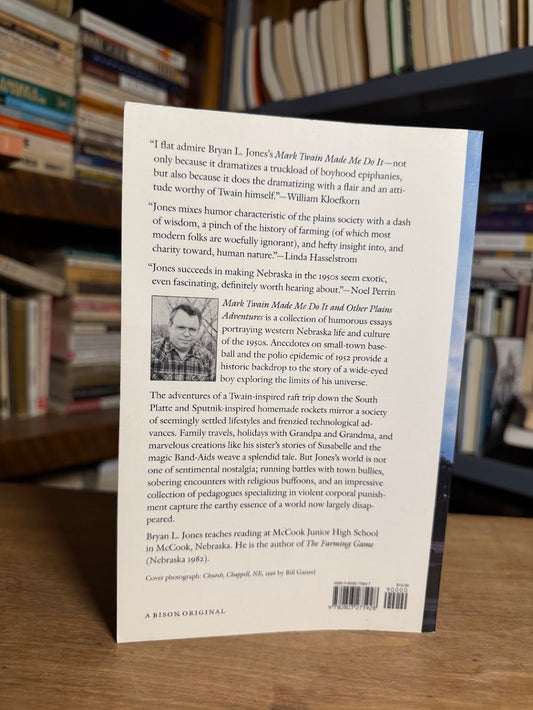 “I flat admire Bryan L. Jones’s Mark Twain Made Me Do It—not
only because it dramatizes a truckload of boyhood epiphanies,
but also because it does the dramatizing with a flair and an atti-
tude worthy of Twain himself.”—William Kloefkorn
“Jones mixes humor characteristic of the plains society with a dash
of wisdom, a pinch of the history of farming (of which most
modern folks are woefully ignorant), and hefty insight into, and
charity toward, human nature.”—Linda Hasselstrom
“Jones succeeds in making Nebraska in the 1950s seem exotic,
even fascinating, definitely worth hearing about.”—Noel Perrin
Mark Twain Made Me Do It and Other Plains
Adventures is a collection of humorous essays
portraying western Nebraska life and culture
of the 1950s. Anecdotes on small-town base-
ball and the polio epidemic of 1952 provide a
historic backdrop to the story of a wide-eyed
boy exploring the limits of his universe.
The adventures of a Twain-inspired raft trip down the South
Platte and Sputnik-inspired homemade rockets mirror a society
of seemingly settled lifestyles and frenzied technological ad-
vances. Family travels, holidays with Grandpa and Grandma, and
marvelous creations like his sister’s stories of Susabelle and the
magic Band-Aids weave a splendid tale. But Jones’s world is not
one of sentimental nostalgia; running battles with town bullies,
sobering encounters with religious buffoons, and an impressive
collection of pedagogues specializing in violent corporal punish-
ment capture the earthy essence of a world now largely disap-
peared.
Bryan L. Jones teaches reading at McCook Junior High School
in McCook, Nebraska. He is the author of The Farming Game
(Nebraska 1982).
Cover photograph: Church, Chappell, NE, 1990 by Bill Ganzel
90000
9 780803 275928
A BISON ORIGINAL